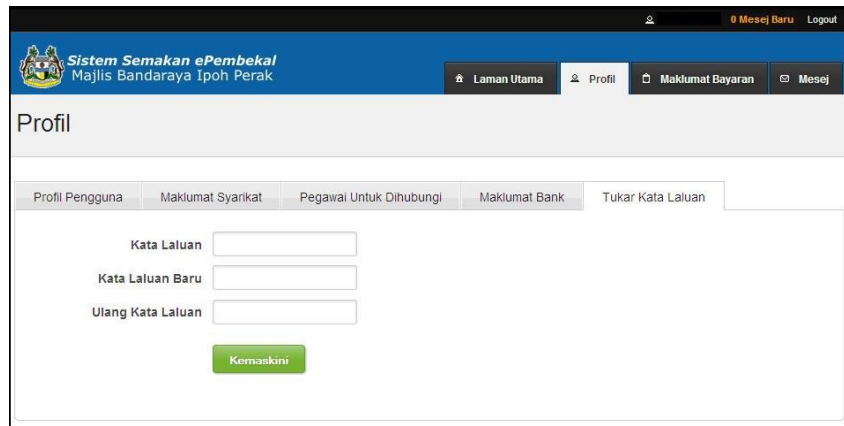 0 Mesej Baru Logout
Sistem Semakan ePembekal
Majlis Bandaraya Ipoh Perak
Laman Utama Profil Maklumat Bayaran Mesej
Profil
Profil Pengguna Maklumat Syarikat Pegawai Untuk Dihubungi Maklumat Bank Tukar Kata Laluan
Kata Laluan
Kata Laluan Baru
Ulang Kata Laluan
Kemaskini